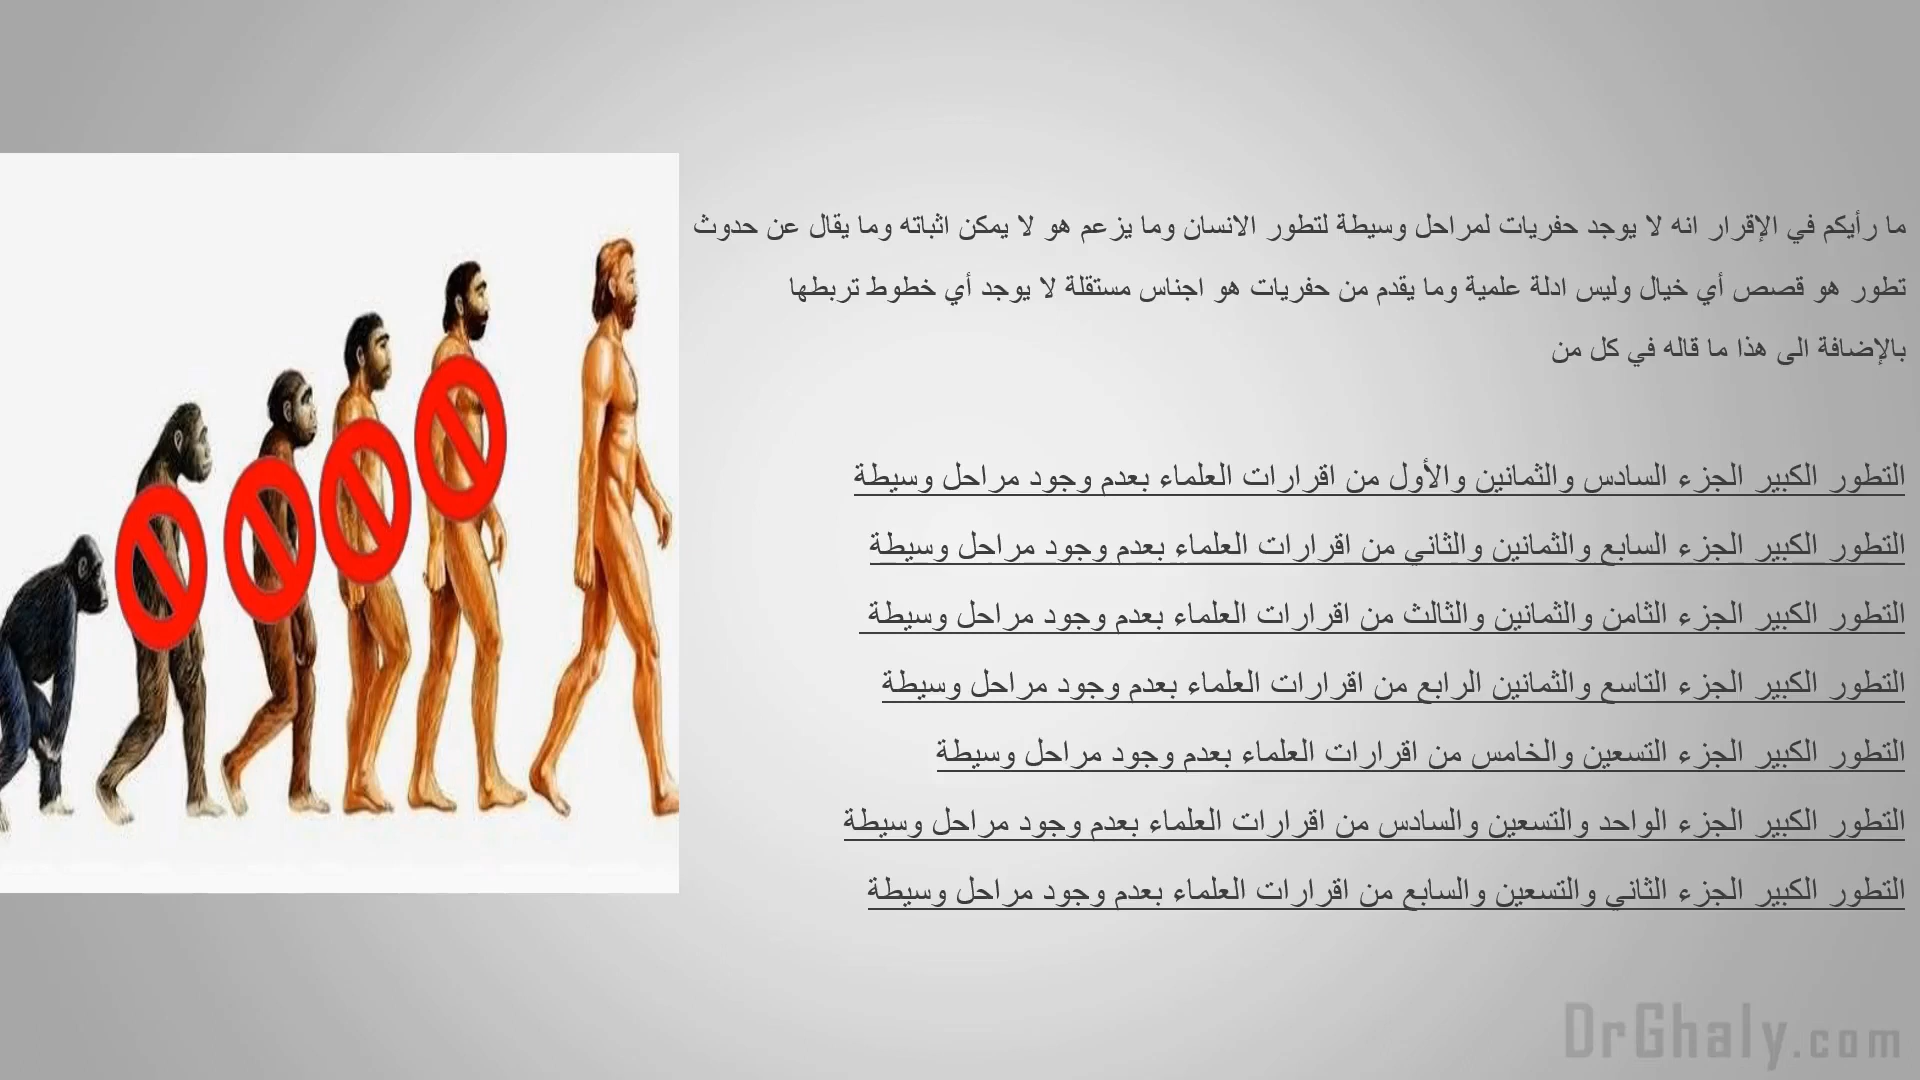 ما رأيكم في الإقرار انه لا يوجد حفريات لمراحل وسيطة لتطور الانسان وما يزعم هو لا يمكن اثباته وما يقال عن حدوث
تطور هو قصص أي خيال وليس ادلة علمية وما يقدم من حفريات هو اجناس مستقلة لا يوجد أي خطوط تربطها
بالإضافة الى هذا ما قاله في كل من
التطور الكبير الجزء السادس والثمانين والأول من اقرارات العلماء بعدم وجود مراحل وسيطة
التطور الكبير الجزء السابع والثمانين والثاني من اقرارات العلماء بعدم وجود مراحل وسيطة
التطور الكبير الجزء الثامن والثمانين والثالث من اقرارات العلماء بعدم وجود مراحل وسيطة
التطور الكبير الجزء التاسع والثمانين الرابع من اقرارات العلماء بعدم وجود مراحل وسيطة
التطور الكبير الجزء التسعين والخامس من اقرارات العلماء بعدم وجود مراحل وسيطة
التطور الكبير الجزء الواحد والتسعين والسادس من اقرارات العلماء بعدم وجود مراحل وسيطة
التطور الكبير الجزء الثاني والتسعين والسابع من اقرارات العلماء بعدم وجود مراحل وسيطة
DrGhaly.com